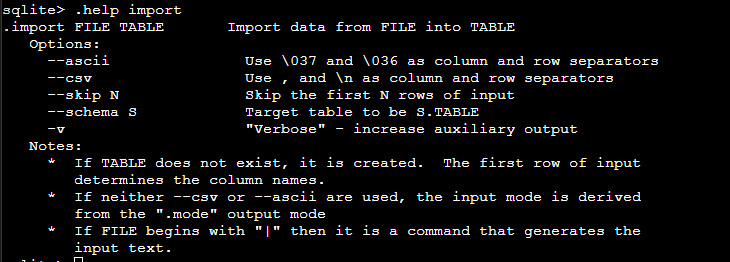 sqlite> .help import
.import FILE TABLE       Import data from FILE into TABLE
   Options:
     --ascii               Use \037 and \036 as column and row separators
     --csv                 Use , and \n as column and row separators
     --skip N              Skip the first N rows of input
     --schema S            Target table to be S.TABLE
     -v                    "Verbose" - increase auxiliary output
   Notes:
     *  If TABLE does not exist, it is created.  The first row of input
        determines the column names.
     *  If neither --csv or --ascii are used, the input mode is derived
        from the ".mode" output mode
     *  If FILE begins with "|" then it is a command that generates the
        input text.
sqlite>